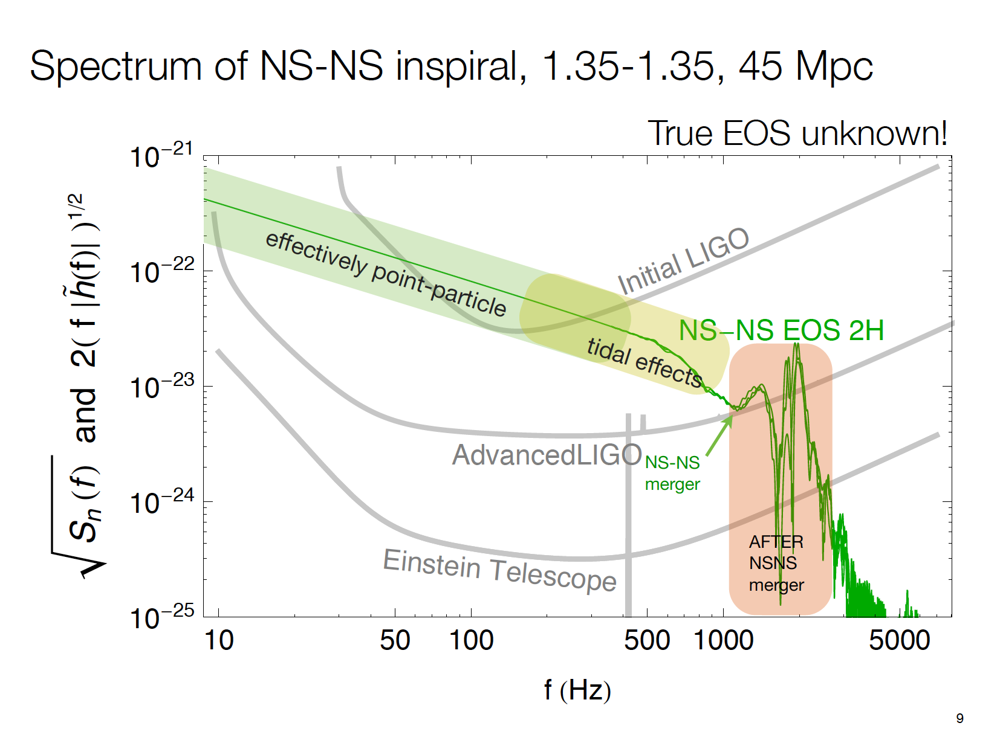 Spectrum of NS-NS inspiral, 1.35-1.35, 45 Mpc
True EOS unknown!
10−21
10−22
10−23
10−24
10−25
√Sn(f) and 2( f |h̃(f)| )1/2
effectively point-particle
Initial LIGO
NS−NS EOS 2H
tidal effects
AdvancedLIGO
NS-NS
merger
Einstein Telescope
AFTER
NSNS
merger
10 50 100 500 1000 5000
f (Hz)
9